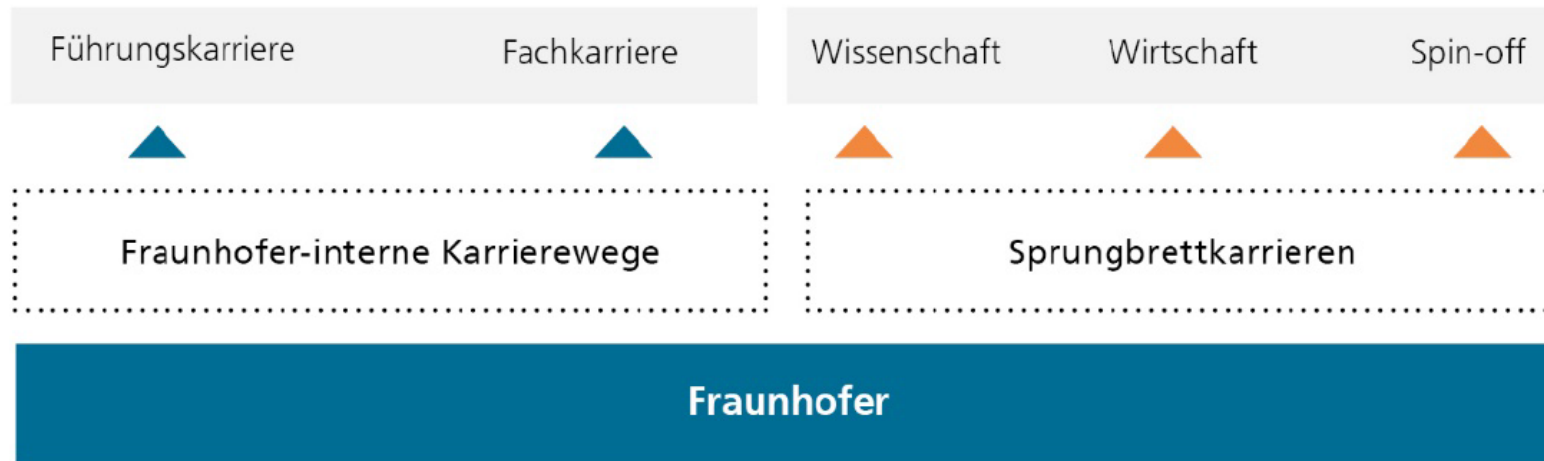 Führungskarriere Fachkarriere Wissenschaft Wirtschaft Spin-off
Fraunhofer-interne Karrierewege Sprungbrettkarrieren
Fraunhofer